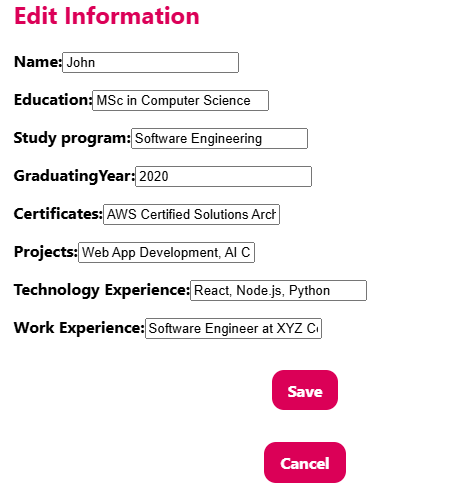 Edit Information
Name: John
Education: MSc in Computer Science
Study program: Software Engineering
GraduatingYear: 2020
Certificates: AWS Certified Solutions Arch
Projects: Web App Development, AI C
Technology Experience: React, Node.js, Python
Work Experience: Software Engineer at XYZ Co
Save
Cancel